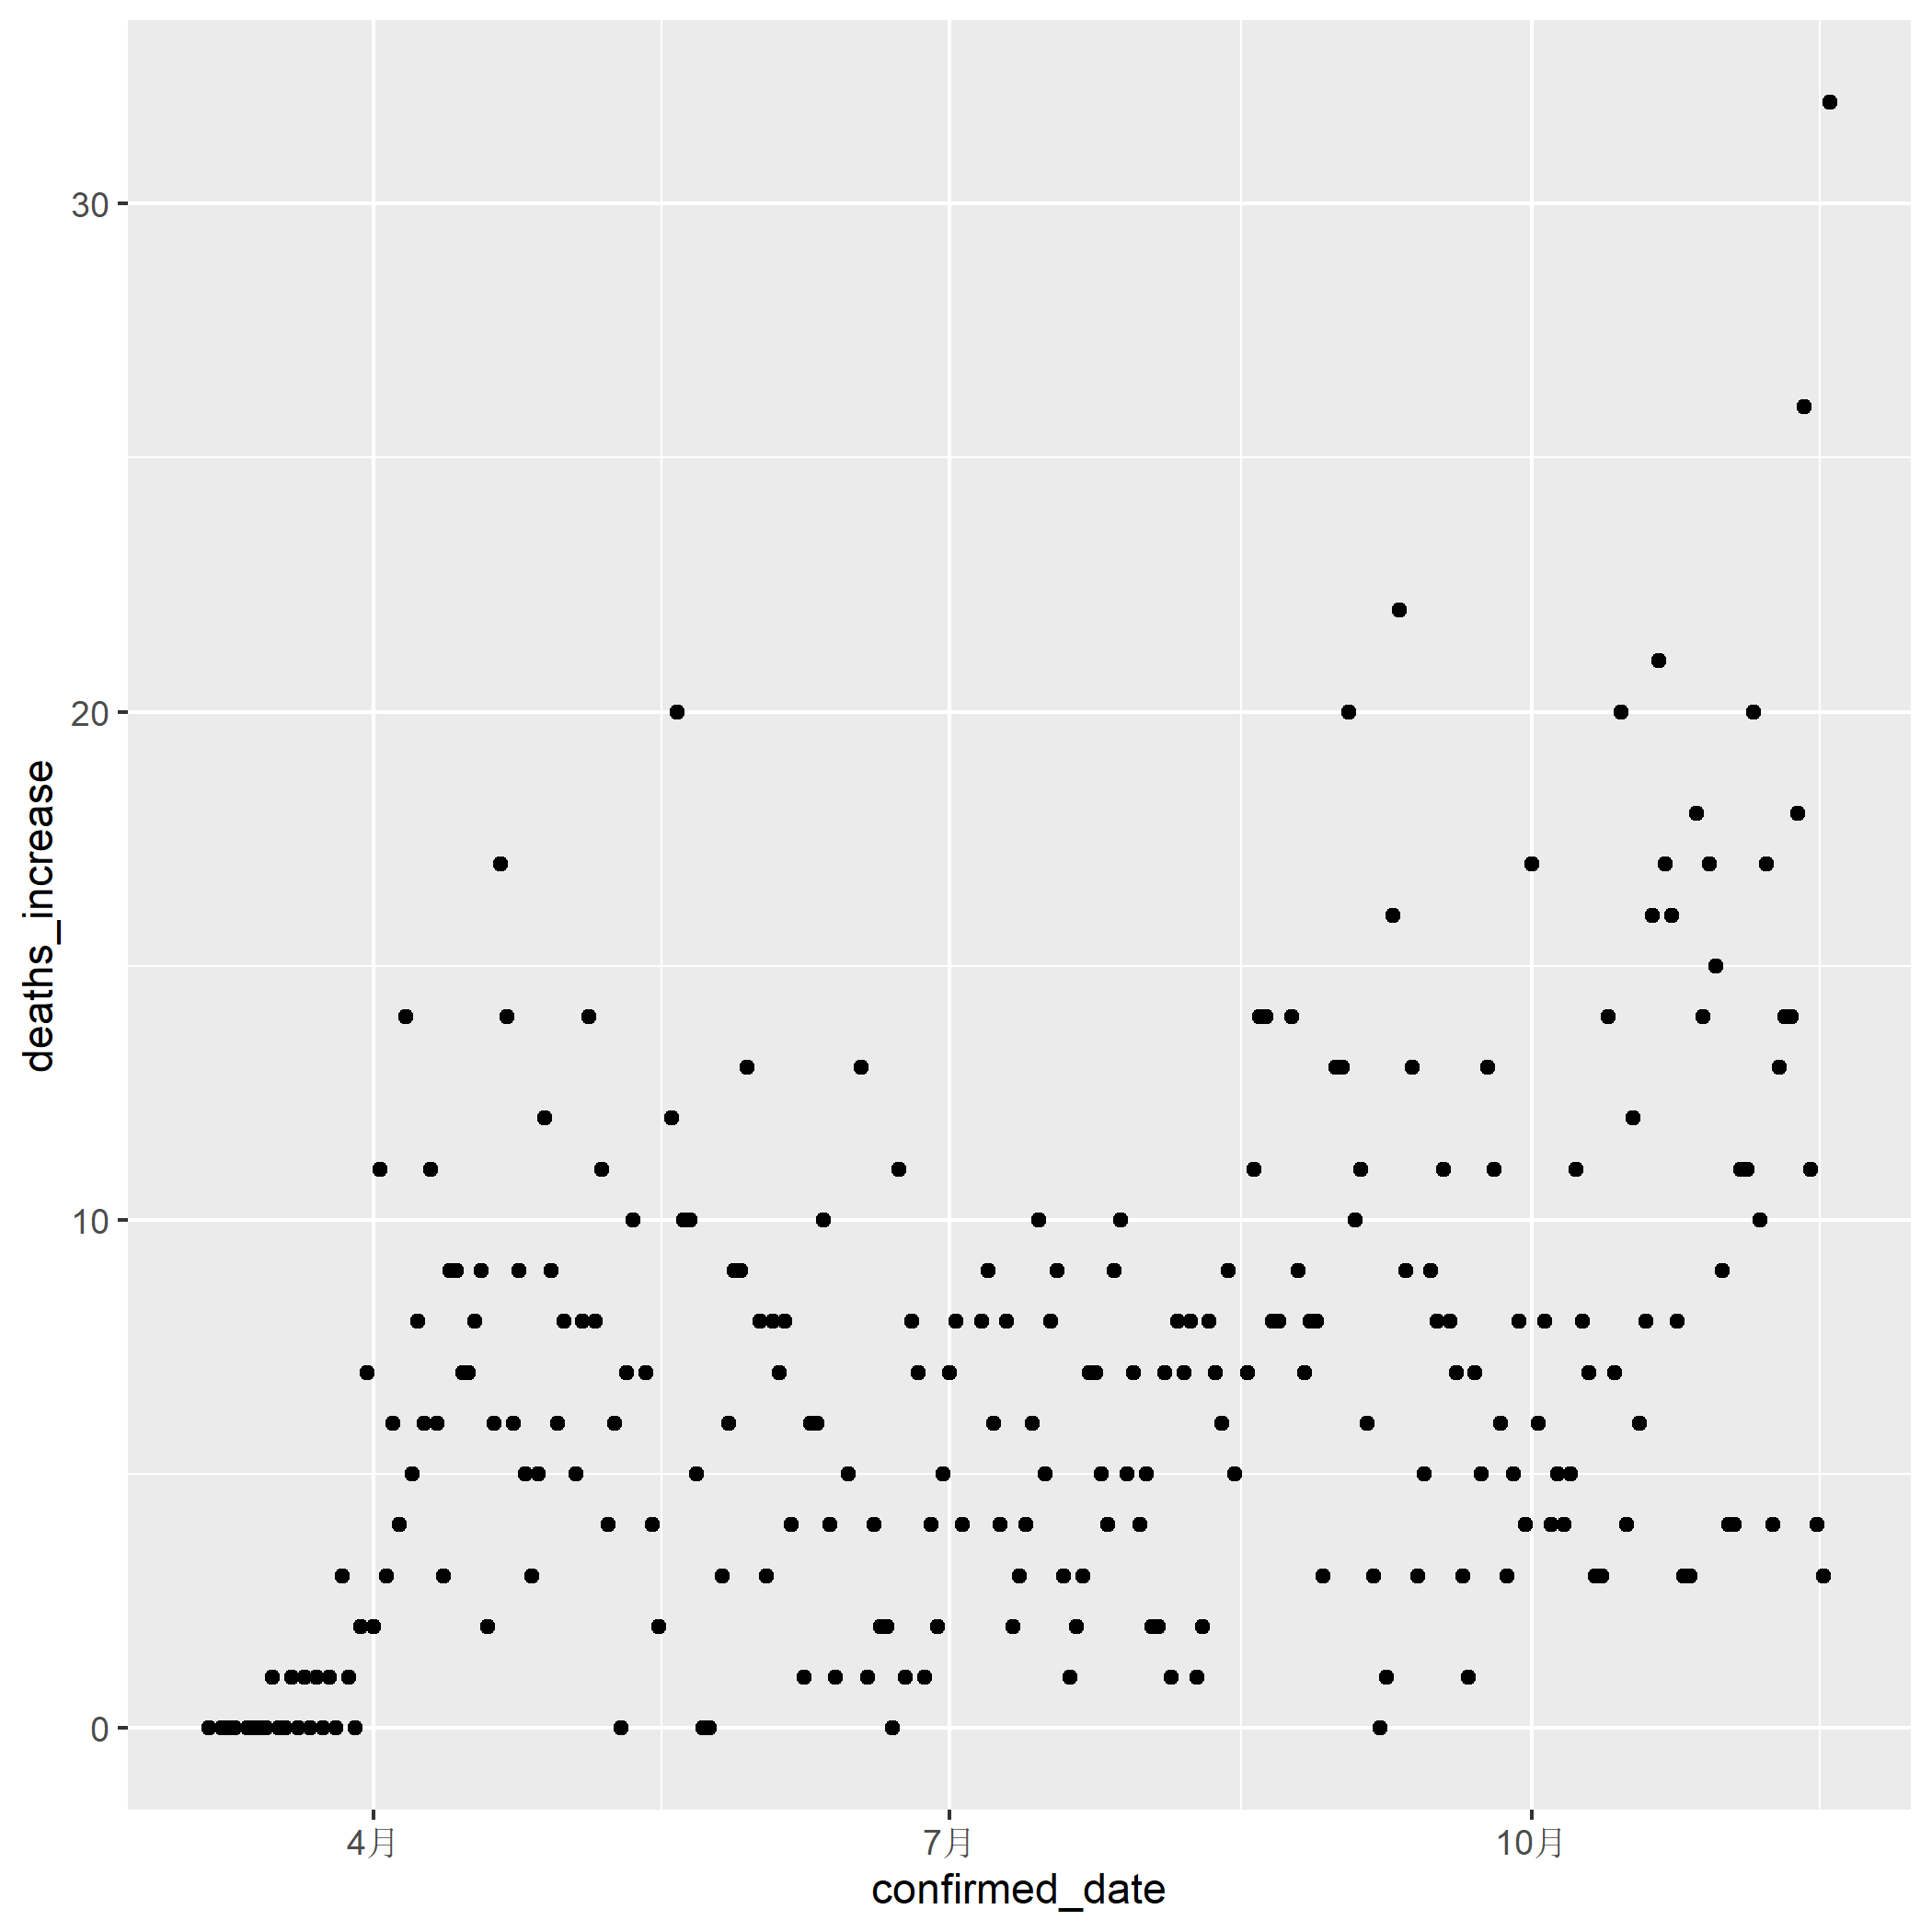 30
20
10
0
deaths_increase
4月
7月
10月
confirmed_date